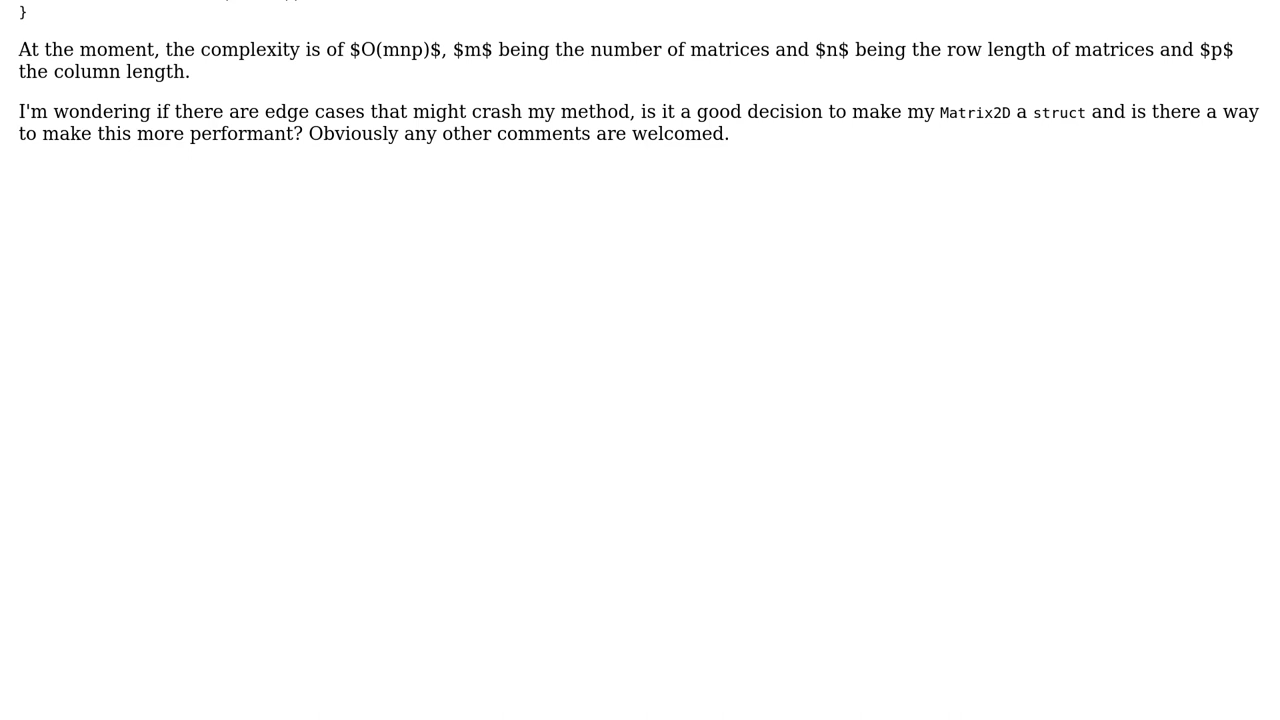 }
At the moment, the complexity is of $O(mnp)$, $m$ being the number of matrices and $n$ being the row length of matrices and $p$
the column length.
I'm wondering if there are edge cases that might crash my method, is it a good decision to make my Matrix2D a struct and is there a way
to make this more performant? Obviously any other comments are welcomed.